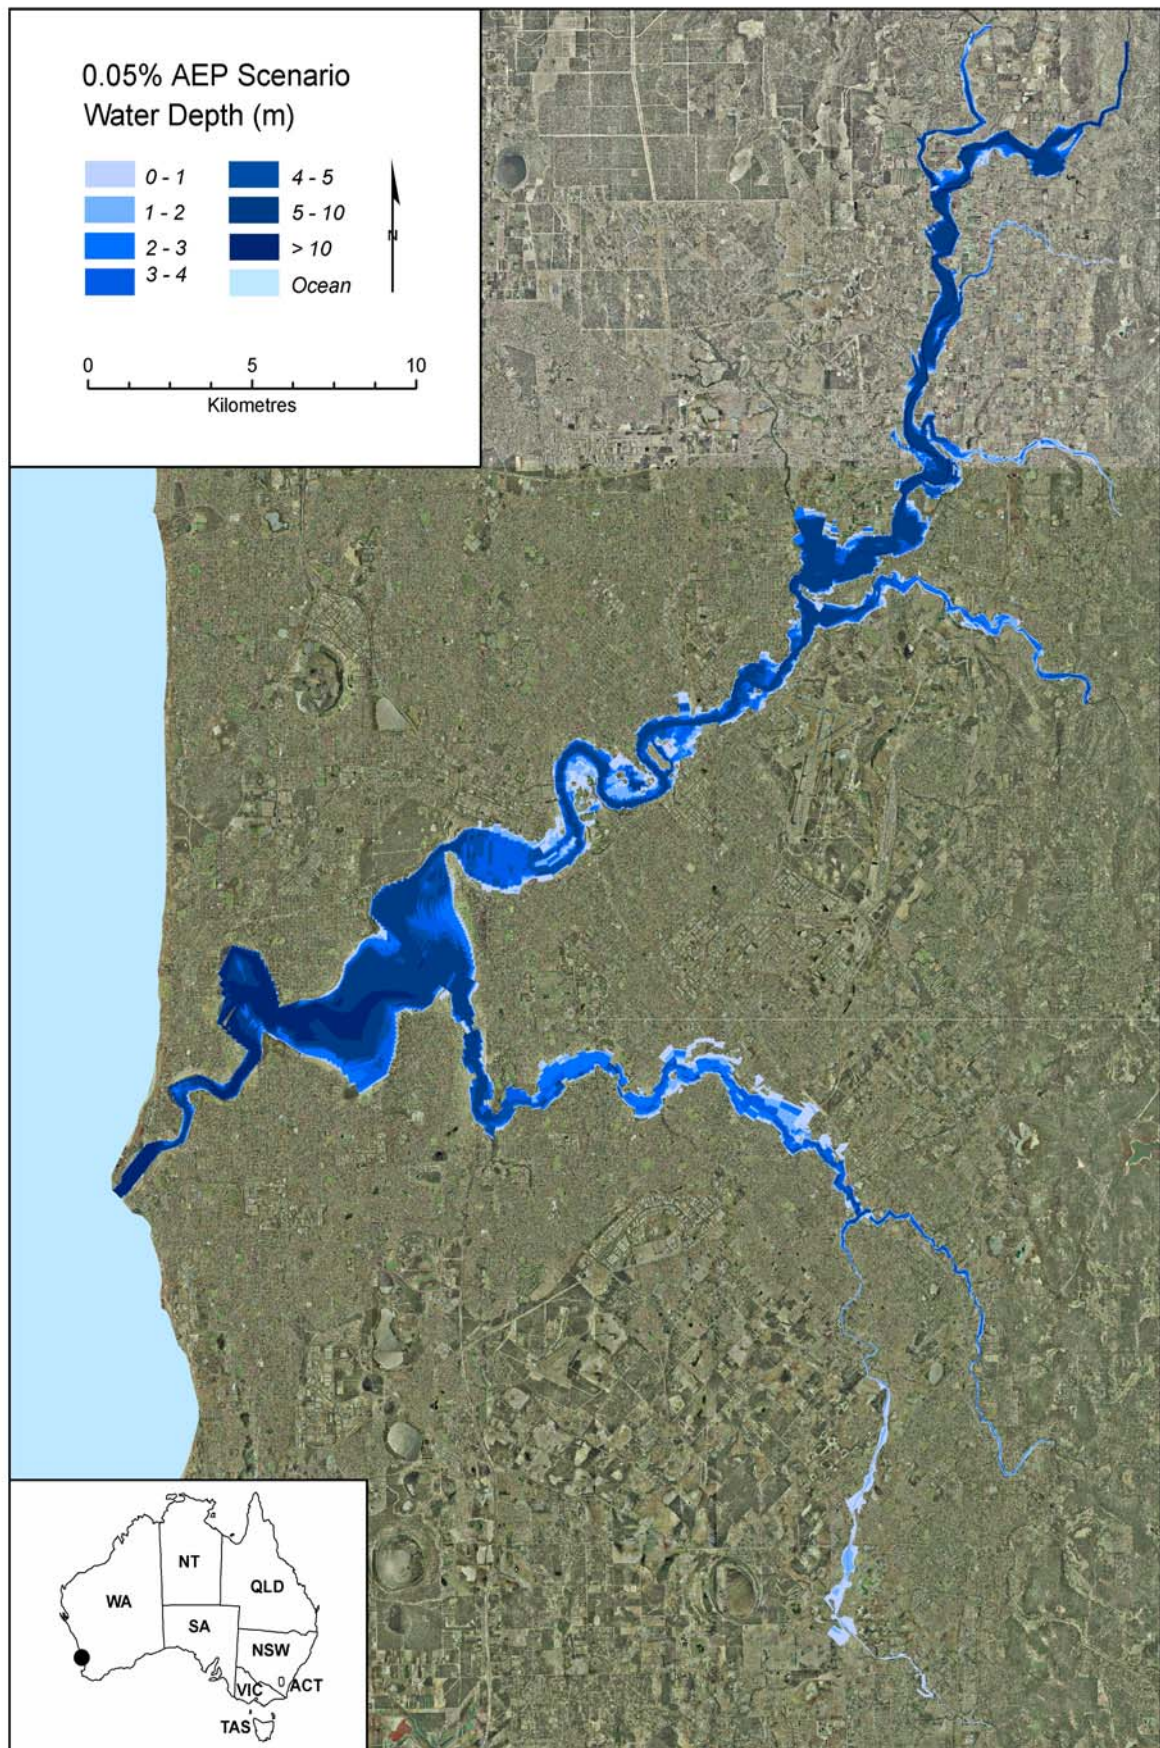 0.05% AEP Scenario
Water Depth (m)
0 - 1
1 - 2
2 - 3
3 - 4
4 - 5
5 - 10
> 10
Ocean
N
0 5 10
Kilometres
NT
WA
QLD
SA
NSW
VIC
ACT
TAS